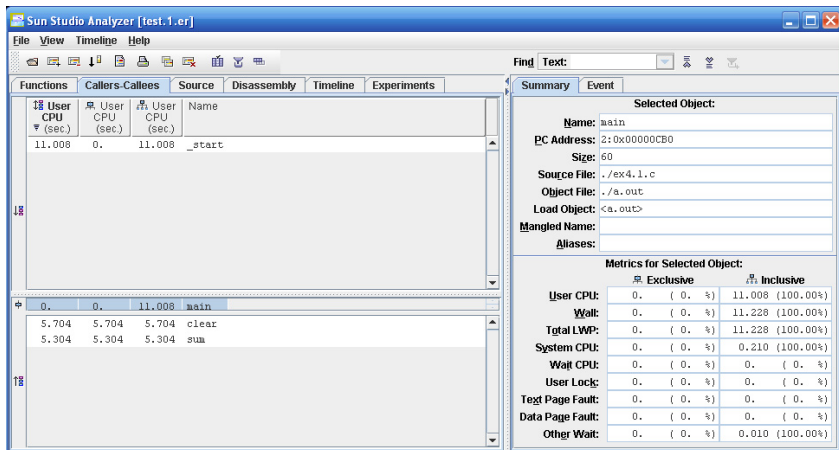 Sun Studio Analyzer [test.1.er]
File View Timeline Help
Find Text:
Functions Callers-Callees Source Disassembly Timeline Experiments
User CPU (sec.) User CPU (sec.) User CPU (sec.) Name
11.008 0. 11.008 _start
0. 0. 11.008 main
5.704 5.704 5.704 clear
5.304 5.304 5.304 sum
Summary Event
Selected Object:
Name: main
PC Address: 2:0x00000CB0
Size: 60
Source File: ./ex4.1.c
Object File: ./a.out
Load Object: <a.out>
Mangled Name:
Aliases:
Metrics for Selected Object:
Exclusive Inclusive
User CPU: 0. ( 0. %) 11.008 (100.00%)
Wall: 0. ( 0. %) 11.228 (100.00%)
Total LWP: 0. ( 0. %) 11.228 (100.00%)
System CPU: 0. ( 0. %) 0.210 (100.00%)
Wait CPU: 0. ( 0. %) 0. ( 0. %)
User Lock: 0. ( 0. %) 0. ( 0. %)
Text Page Fault: 0. ( 0. %) 0. ( 0. %)
Data Page Fault: 0. ( 0. %) 0. ( 0. %)
Other Wait: 0. ( 0. %) 0.010 (100.00%)